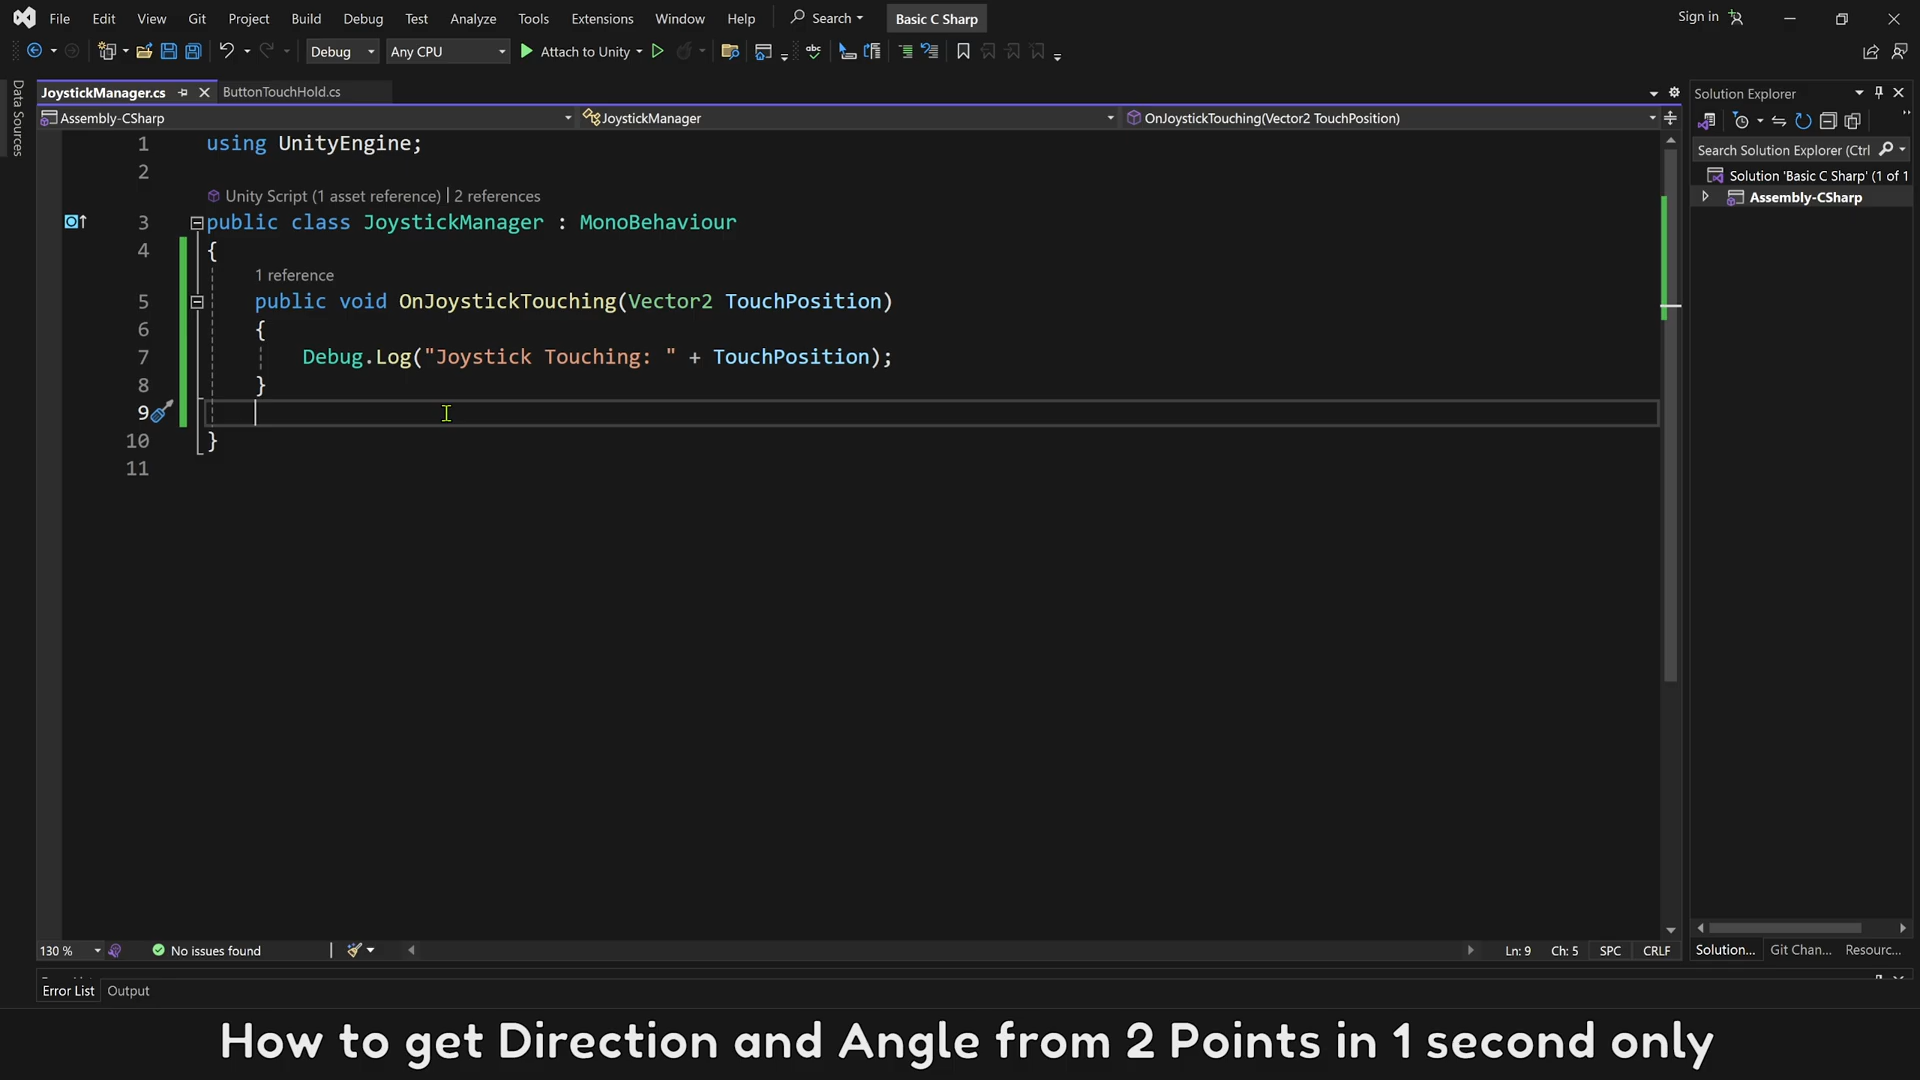 File Edit View Git Project Build Debug Test Analyze Tools Extensions Window Help Search Basic C Sharp Sign in
Debug Any CPU Attach to Unity
Data Sources
JoystickManager.cs ButtonTouchHold.cs
Assembly-CSharp JoystickManager OnJoystickTouching(Vector2 TouchPosition)
1 using UnityEngine;
2
Unity Script (1 asset reference) | 2 references
3 public class JoystickManager : MonoBehaviour
4 {
1 reference
5 public void OnJoystickTouching(Vector2 TouchPosition)
6 {
7 Debug.Log("Joystick Touching: " + TouchPosition);
8 }
9
10 }
11
Solution Explorer
Search Solution Explorer (Ctrl
Solution 'Basic C Sharp' (1 of 1
Assembly-CSharp
130 % No issues found Ln: 9 Ch: 5 SPC CRLF
Solution... Git Chan... Resourc...
Error List Output
How to get Direction and Angle from 2 Points in 1 second only